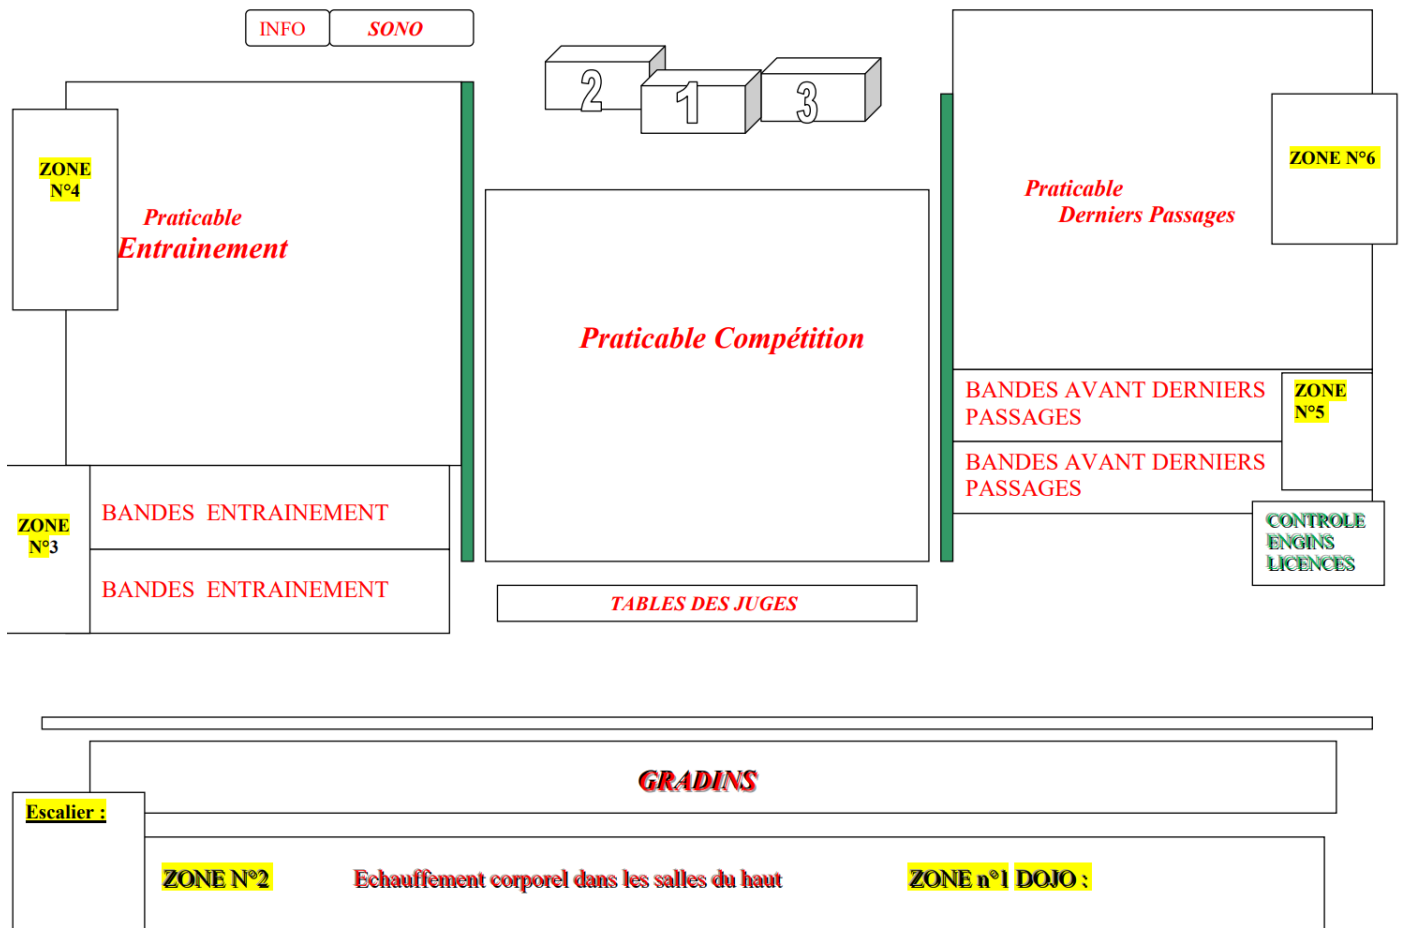 INFO
SONO
2
1
3
ZONE
N°4
Praticable
Entrainement
ZONE N°6
Praticable
Derniers Passages
Praticable Compétition
BANDES AVANT DERNIERS
PASSAGES
ZONE
N°5
BANDES AVANT DERNIERS
PASSAGES
BANDES ENTRAINEMENT
ZONE
N°3
BANDES ENTRAINEMENT
CONTROLE
ENGINS
LICENCES
TABLES DES JUGES
GRADINS
Escalier :
ZONE N°2
Echauffement corporel dans les salles du haut
ZONE n°1 DOJO :